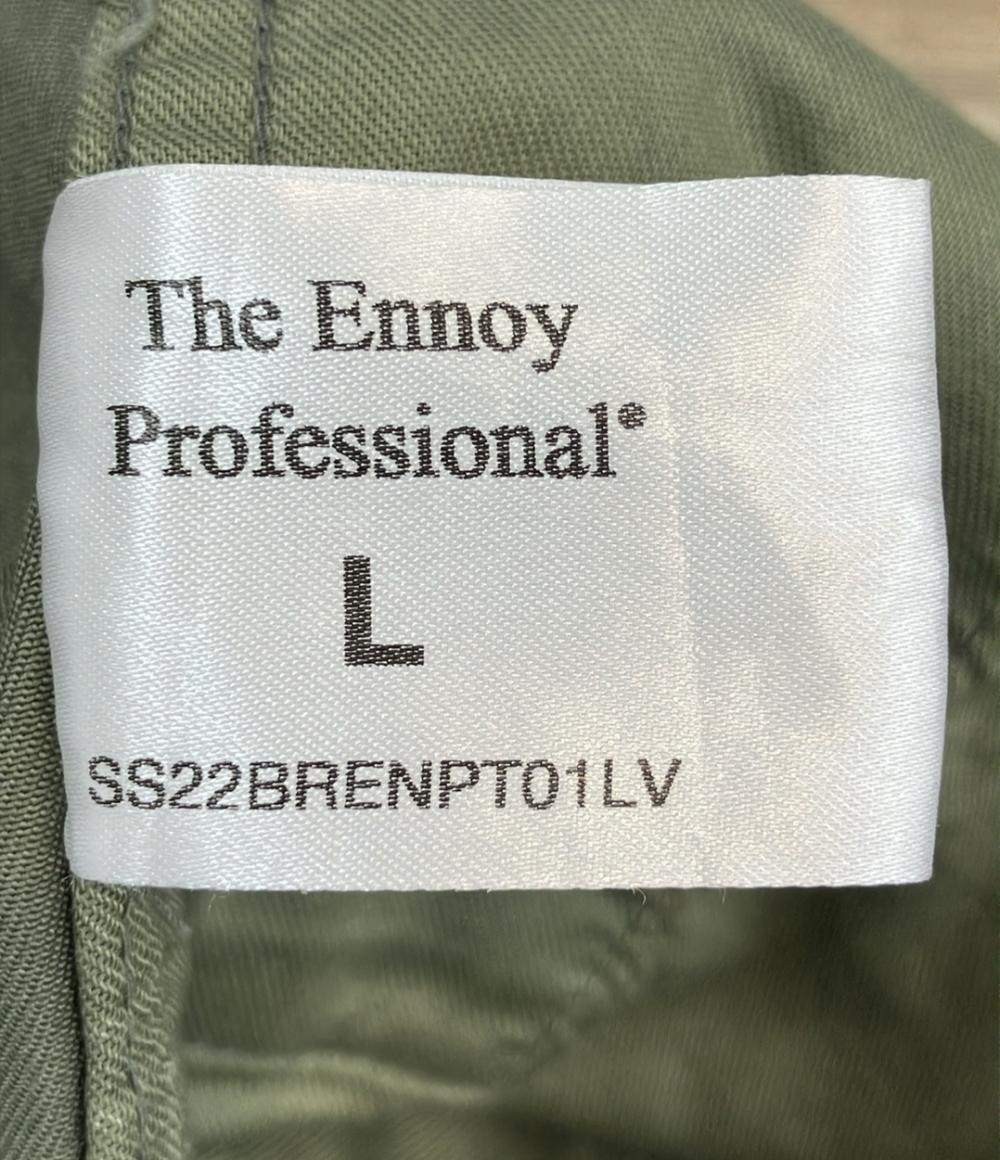 The Ennoy
Professional®
L
SS22BRENPT01LV